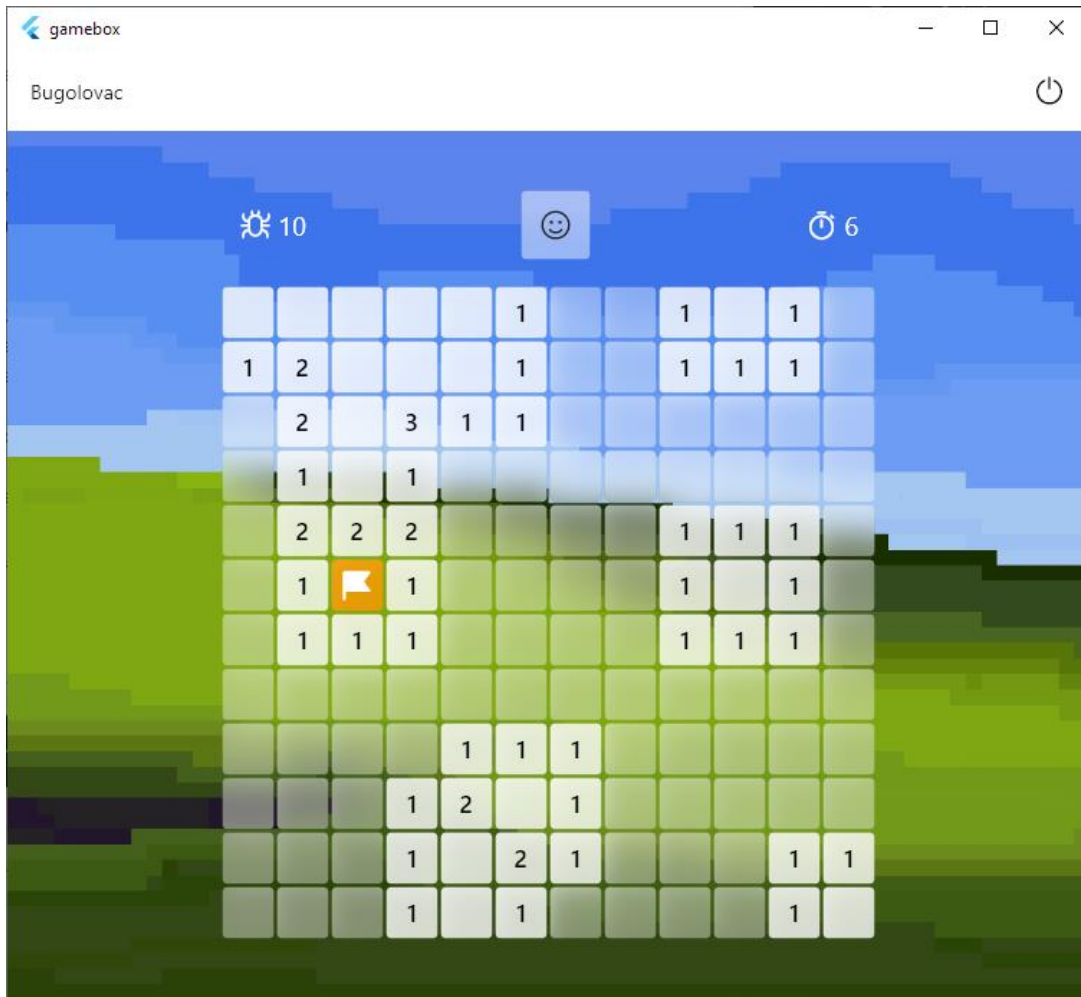 gamebox
Bugolovac
10 6
1 1 1
1 2 1 1 1 1
2 3 1 1
1 1
2 2 2 1 1 1
1 1 1 1
1 1 1 1 1 1
1 1 1
1 2 1
1 2 1 1 1
1 1 1